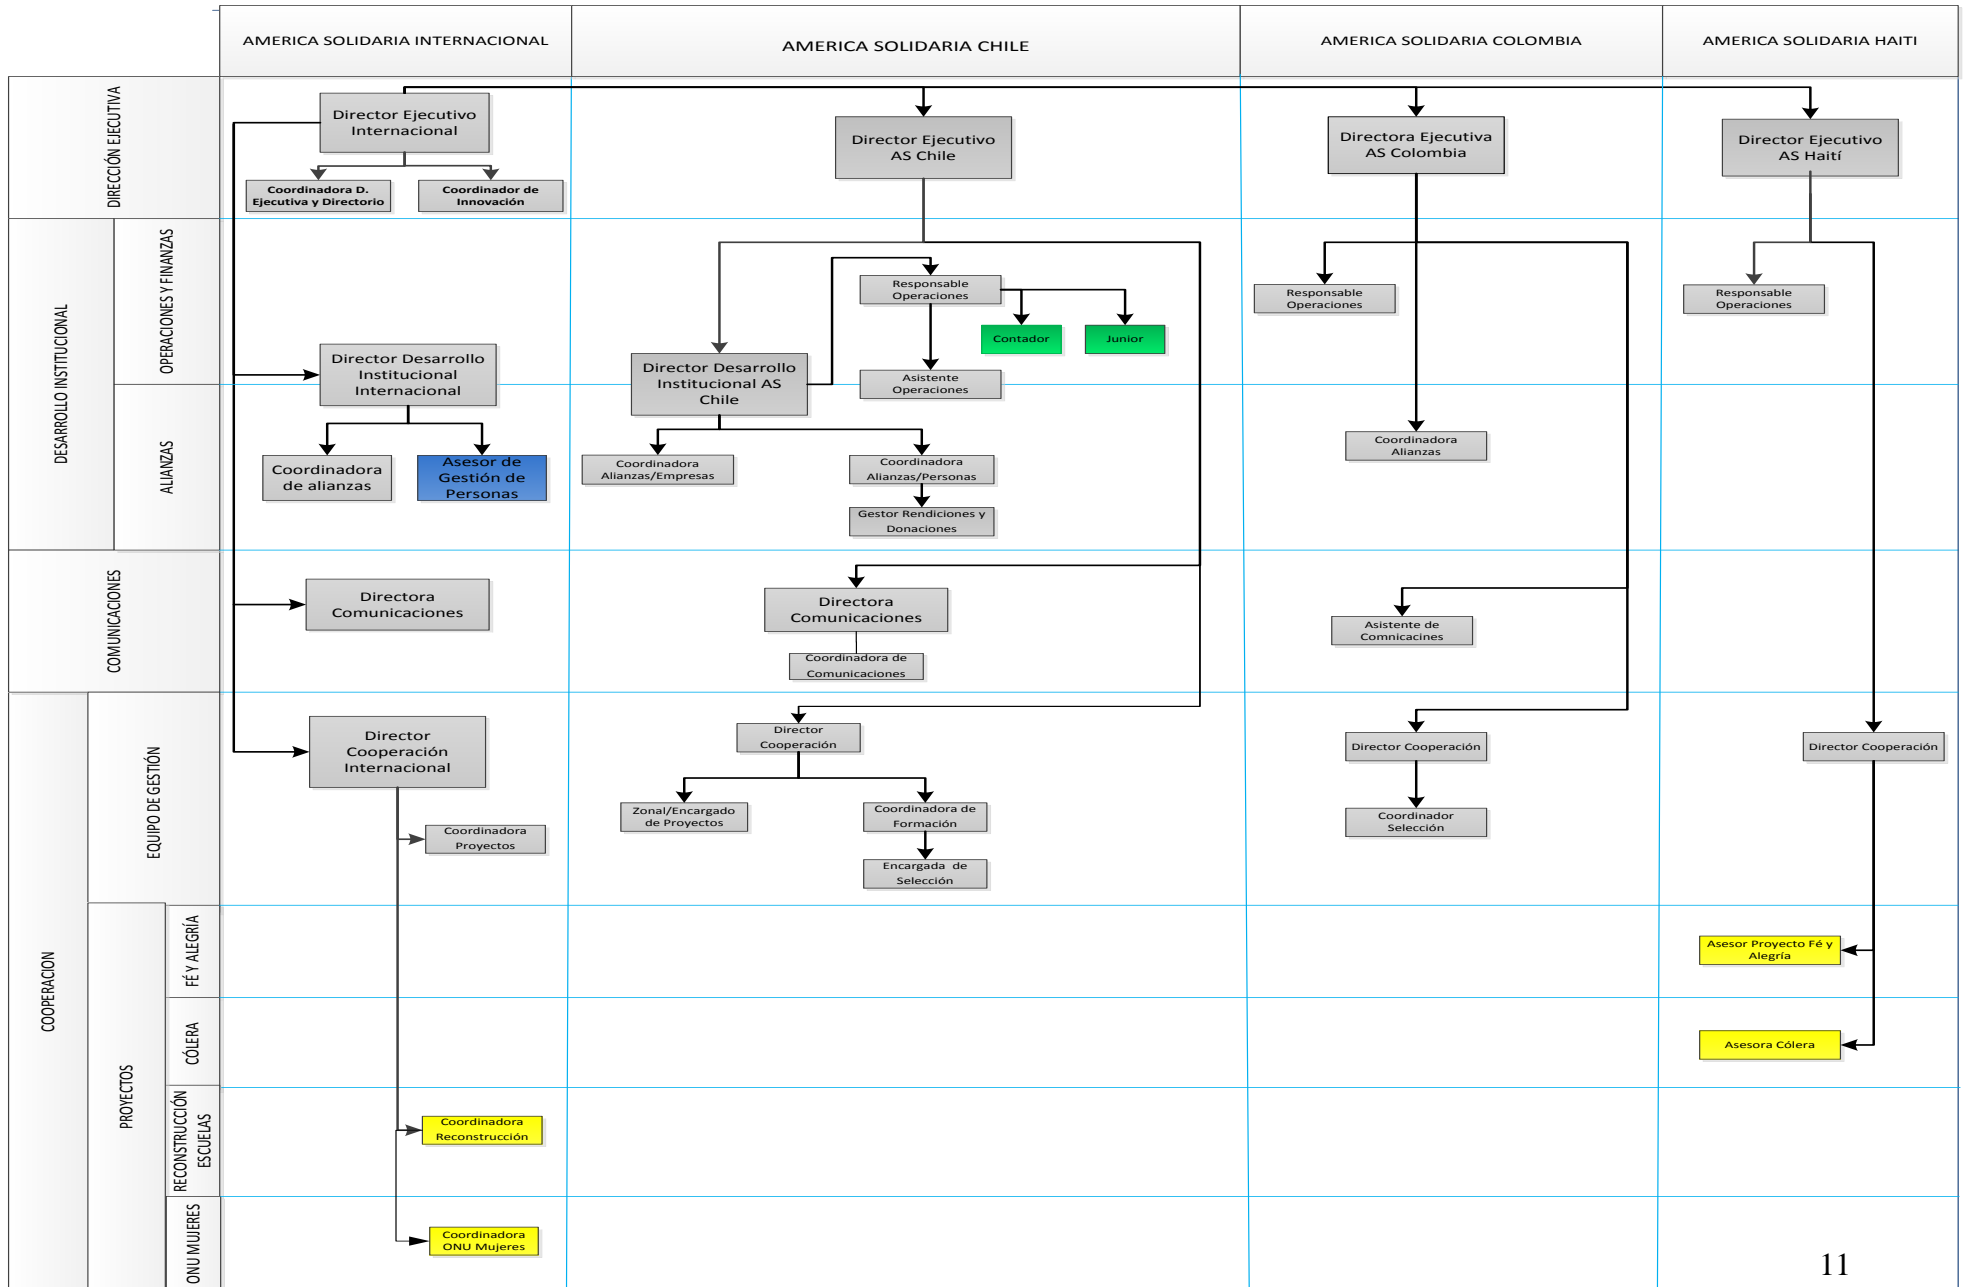 AMERICA SOLIDARIA INTERNACIONAL
AMERICA SOLIDARIA CHILE
AMERICA SOLIDARIA COLOMBIA
AMERICA SOLIDARIA HAITI
DIRECCIÓN EJECUTIVA
Director Ejecutivo
Internacional
Coordinadora D.
Ejecutiva y Directorio
Coordinador de
Innovación
Director Ejecutivo
AS Chile
Directora Ejecutiva
AS Colombia
Director Ejecutivo
AS Haití
DESARROLLO INSTITUCIONAL
OPERACIONES Y FINANZAS
Director Desarrollo
Institucional
Internacional
Director Desarrollo
Institucional AS
Chile
Responsable
Operaciones
Contador
Junior
Asistente
Operaciones
Responsable
Operaciones
Responsable
Operaciones
ALIANZAS
Coordinadora
de alianzas
Asesor de
Gestión de
Personas
Coordinadora
Alianzas/Empresas
Coordinadora
Alianzas/Personas
Gestor Rendiciones y
Donaciones
Coordinadora
Alianzas
COMUNICACIONES
Directora
Comunicaciones
Directora
Comunicaciones
Coordinadora de
Comunicaciones
Asistente de
Comnicacines
COOPERACION
EQUIPO DE GESTIÓN
Director
Cooperación
Internacional
Coordinadora
Proyectos
Director
Cooperación
Zonal/Encargado
de Proyectos
Coordinadora de
Formación
Encargada de
Selección
Director Cooperación
Coordinador
Selección
Director Cooperación
PROYECTOS
FÉ Y ALEGRÍA
Asesor Proyecto Fé y
Alegría
CÓLERA
Asesora Cólera
RECONSTRUCCIÓN
ESCUELAS
Coordinadora
Reconstrucción
ONU MUJERES
Coordinadora
ONU Mujeres
11